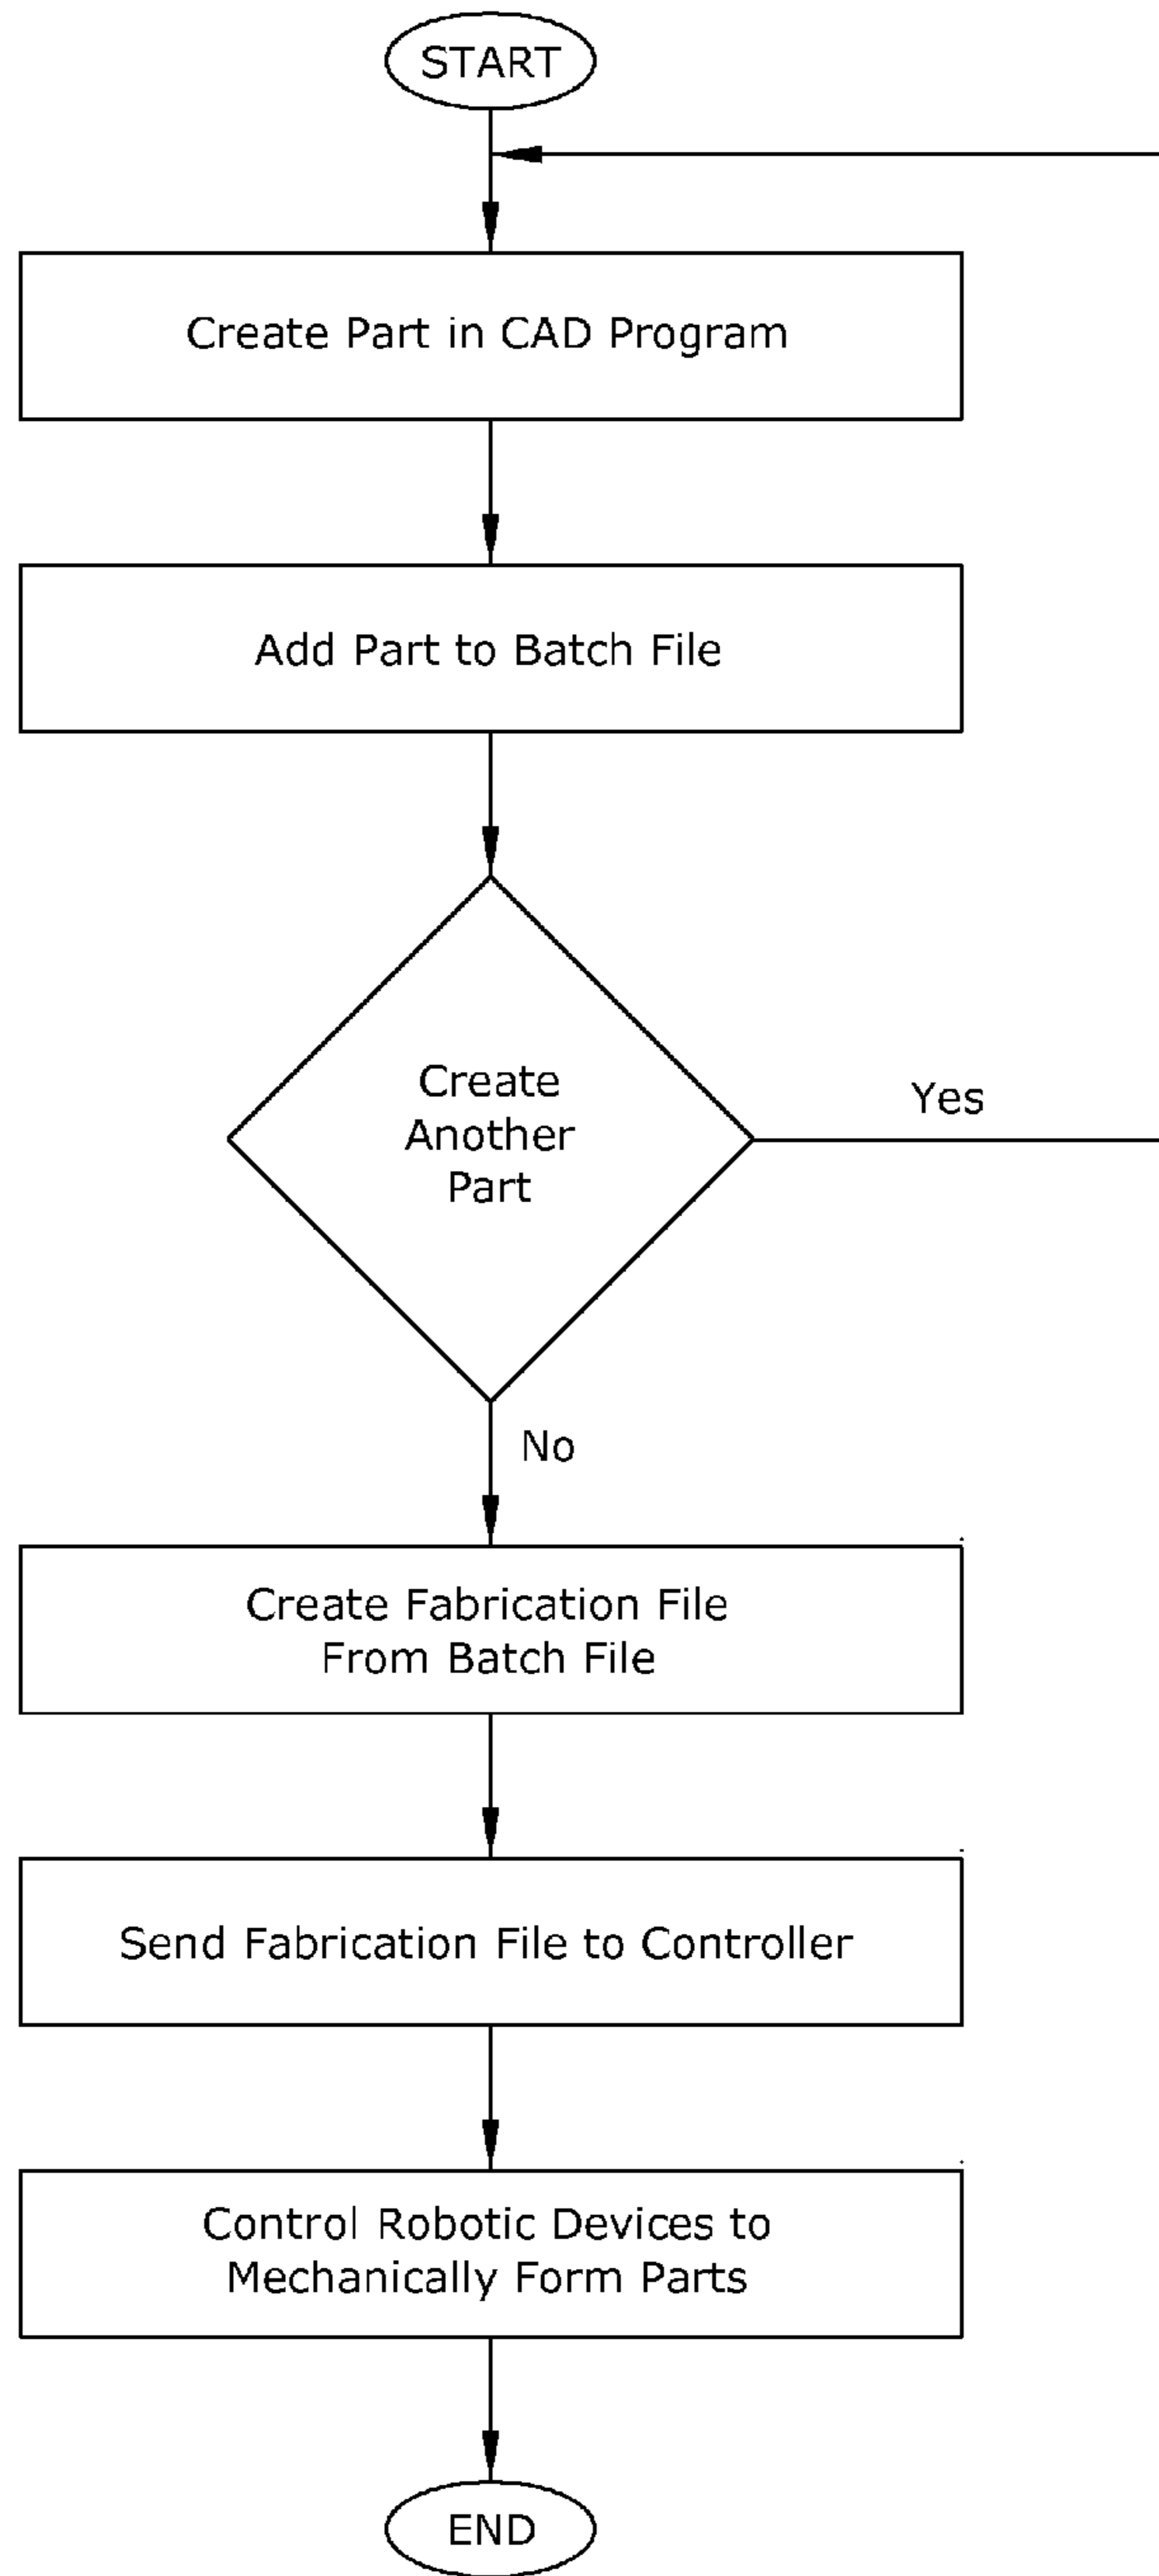 START
Create Part in CAD Program
Add Part to Batch File
Create
Another
Part
Yes
No
Create Fabrication File
From Batch File
Send Fabrication File to Controller
Control Robotic Devices to
Mechanically Form Parts
END